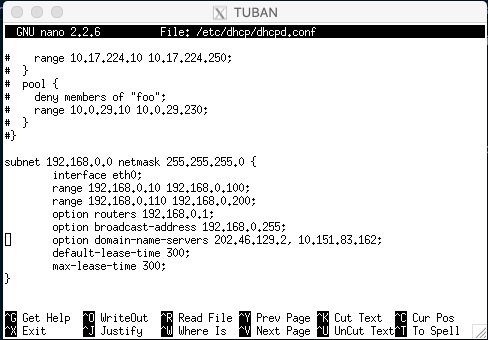 TUBAN
GNU nano 2.2.6 File: /etc/dhcp/dhcpd.conf
# range 10.17.224.10 10.17.224.250;
# }
# pool {
# deny members of "foo";
# range 10.0.29.10 10.0.29.230;
# }
#}
subnet 192.168.0.0 netmask 255.255.255.0 {
interface eth0;
range 192.168.0.10 192.168.0.100;
range 192.168.0.110 192.168.0.200;
option routers 192.168.0.1;
option broadcast-address 192.168.0.255;
option domain-name-servers 202.46.129.2, 10.151.83.162;
default-lease-time 300;
max-lease-time 300;
}
^G Get Help ^O WriteOut ^R Read File ^Y Prev Page ^K Cut Text ^C Cur Pos
^X Exit ^J Justify ^W Where Is ^V Next Page ^U UnCut Text ^T To Spell